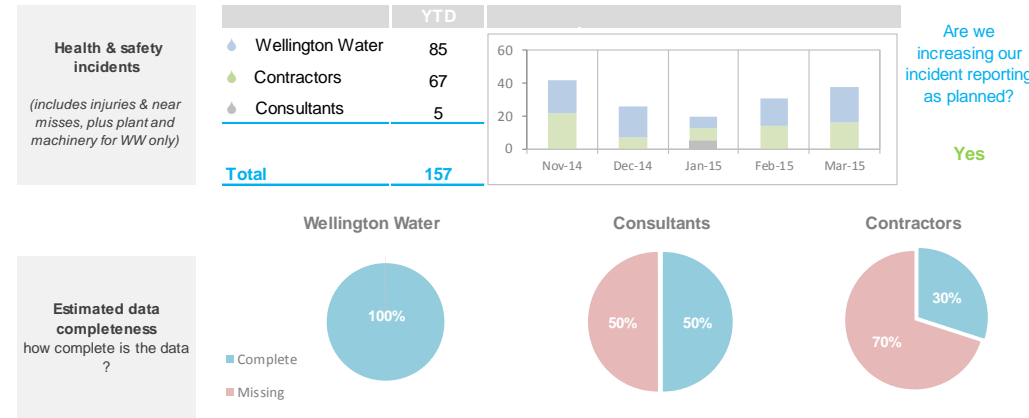 YTD
Health & safety
incidents
(includes injuries & near
misses, plus plant and
machinery for WW only)
Wellington Water 85
Contractors 67
Consultants 5
Total 157
60
40
20
0
Nov-14 Dec-14 Jan-15 Feb-15 Mar-15
Are we
increasing our
incident reporting
as planned?
Yes
Wellington Water Consultants Contractors
Estimated data
completeness
how complete is the data
?
100%
50% 50%
30%
70%
Complete
Missing